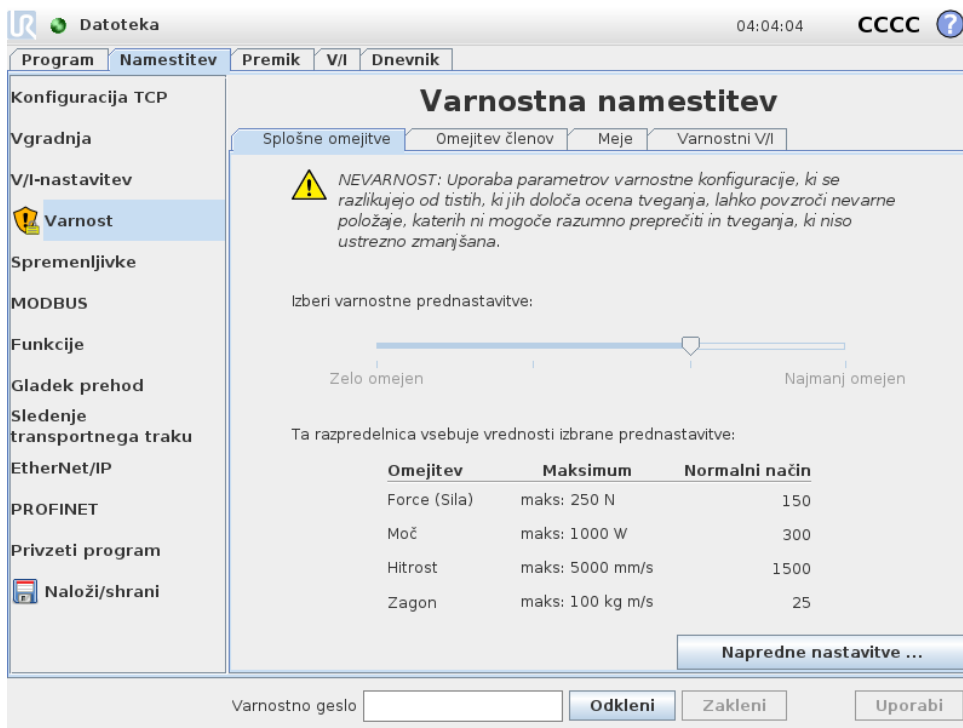 UR Datoteka 04:04:04 CCCC ?
Program Namestitev Premik V/I Dnevnik
Konfiguracija TCP
Vgradnja
V/I-nastavitev
Varnost
Spremenljivke
MODBUS
Funkcije
Gladek prehod
Sledenje
transportnega traku
EtherNet/IP
PROFINET
Privzeti program
Naloži/shrani
Varnostna namestitev
Splošne omejitve Omejitev členov Meje Varnostni V/I
NEVARNOST: Uporaba parametrov varnostne konfiguracije, ki se
razlikujejo od tistih, ki jih določa ocena tveganja, lahko povzroči nevarne
položaje, katerih ni mogoče razumno preprečiti in tveganja, ki niso
ustrezno zmanjšana.
Izberi varnostne prednastavitve:
Zelo omejen Najmanj omejen
Ta razpredelnica vsebuje vrednosti izbrane prednastavitve:
Omejitev Maksimum Normalni način
Force (Sila) maks: 250 N 150
Moč maks: 1000 W 300
Hitrost maks: 5000 mm/s 1500
Zagon maks: 100 kg m/s 25
Napredne nastavitve ...
Varnostno geslo Odkleni Zakleni Uporabi